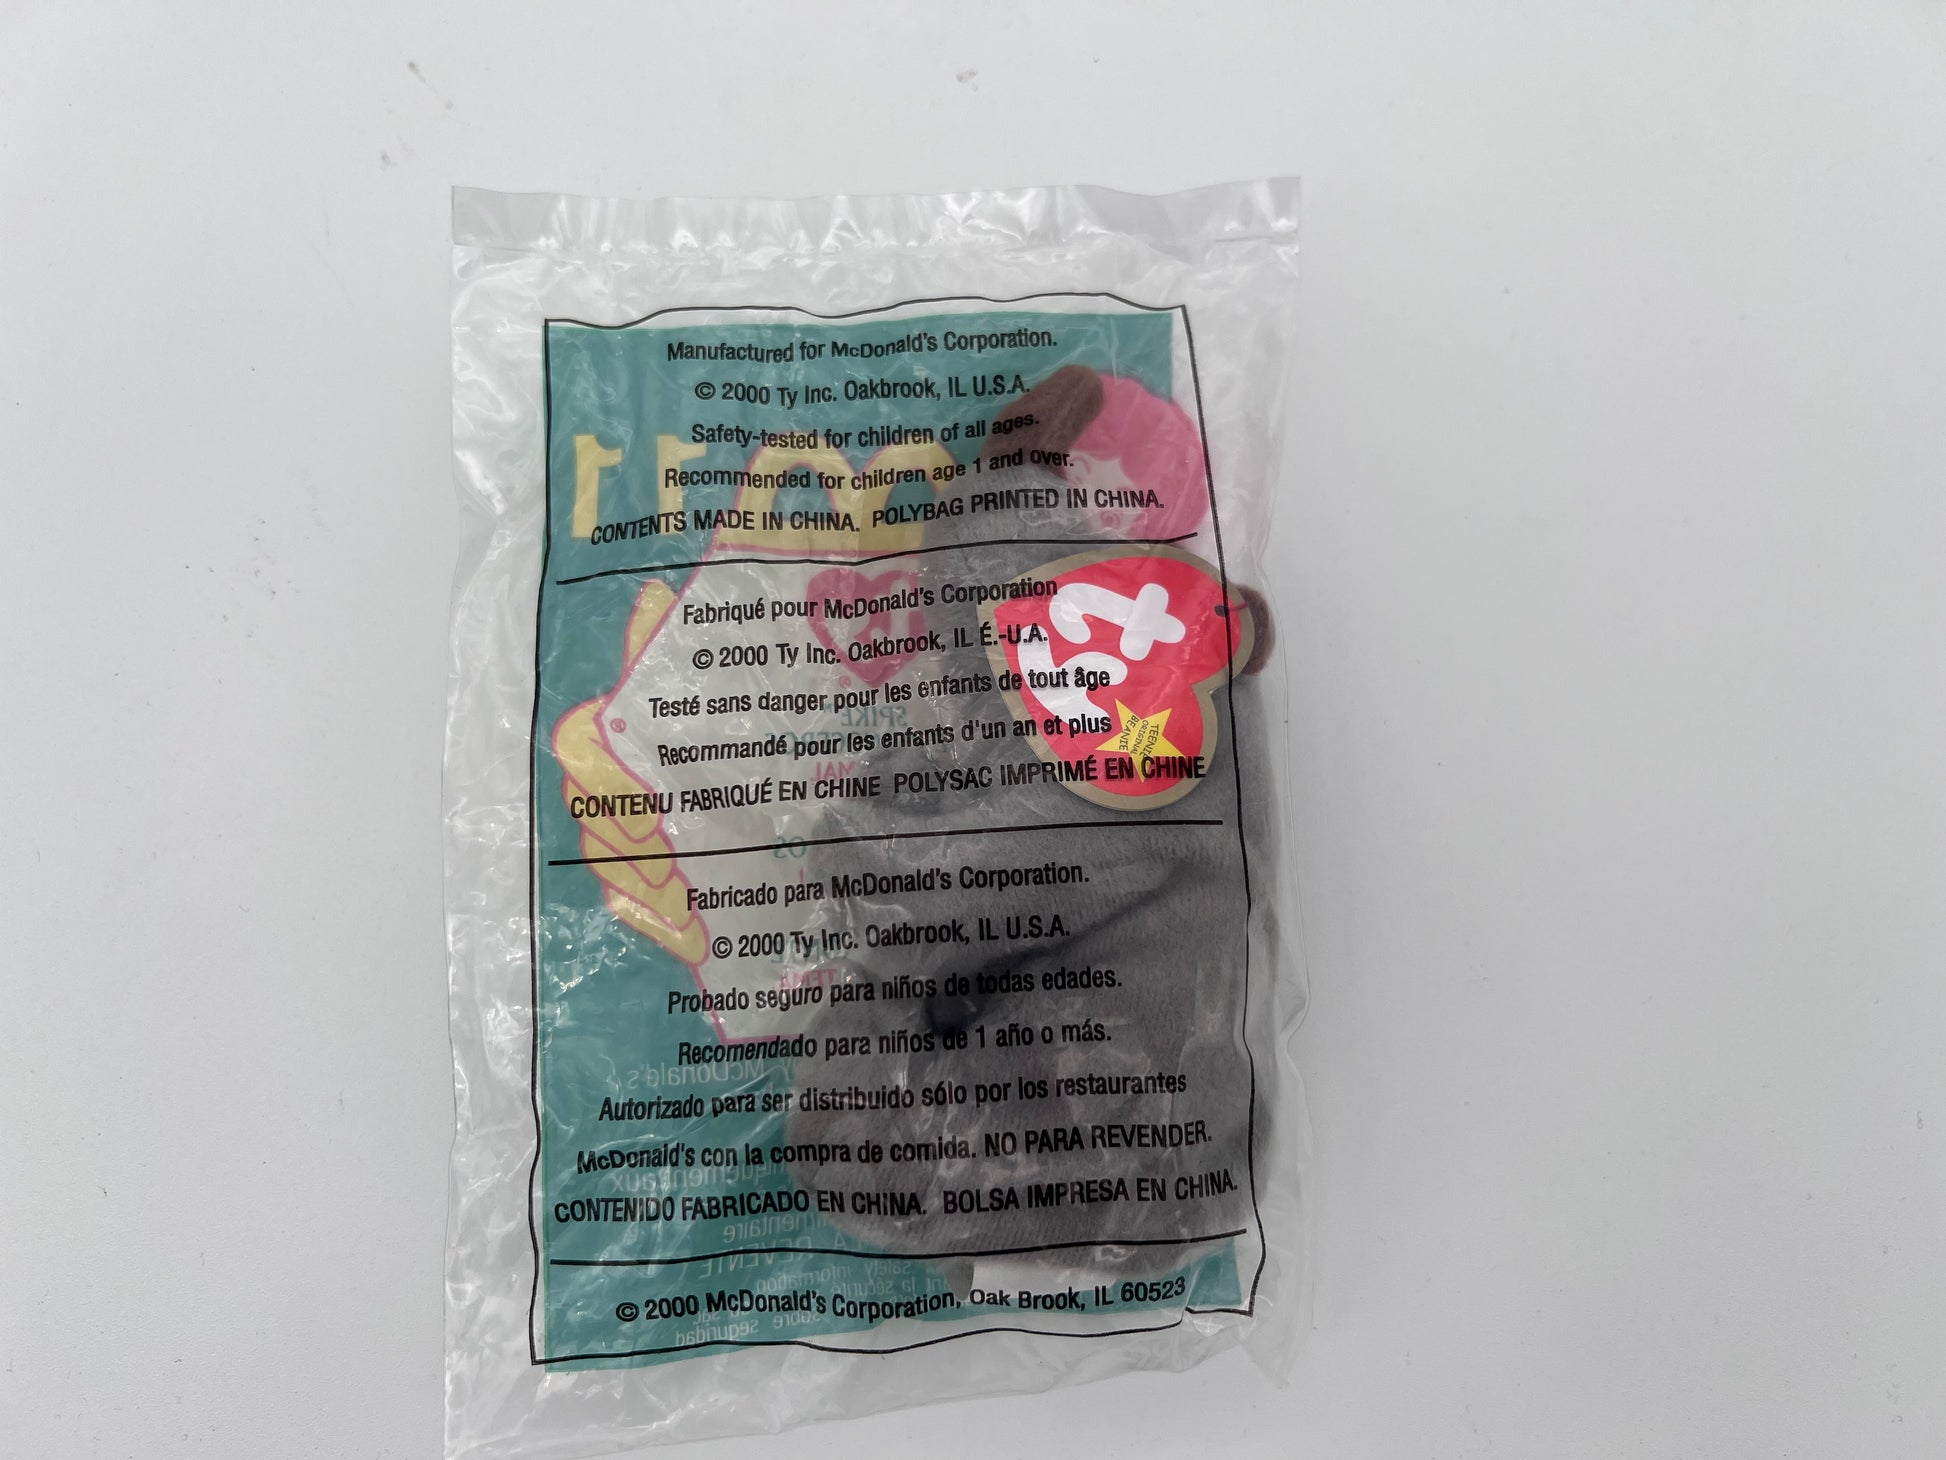 Manufactured for McDonald's Corporation.
© 2000 Ty Inc. Oakbrook, IL U.S.A.
Safety-tested for children of all ages.
Recommended for children age 1 and over.
CONTENTS MADE IN CHINA. POLYBAG PRINTED IN CHINA.
Fabriqué pour McDonald's Corporation
© 2000 Ty Inc. Oakbrook, IL É.-U.A.
Testé sans danger pour les enfants de tout âge
Recommandé pour les enfants d'un an et plus
CONTENU FABRIQUÉ EN CHINE POLYSAC IMPRIMÉ EN CHINE
Fabricado para McDonald's Corporation.
© 2000 Ty Inc. Oakbrook, IL U.S.A.
Probado seguro para niños de todas edades.
Recomendado para niños de 1 año o más.
Autorizado para ser distribuido sólo por los restaurantes
McDonald's con la compra de comida. NO PARA REVENDER.
CONTENIDO FABRICADO EN CHINA. BOLSA IMPRESA EN CHINA.
© 2000 McDonald's Corporation, Oak Brook, IL 60523
ty
TEENIE
ORIGINAL
BEANIE
11
SPIKE